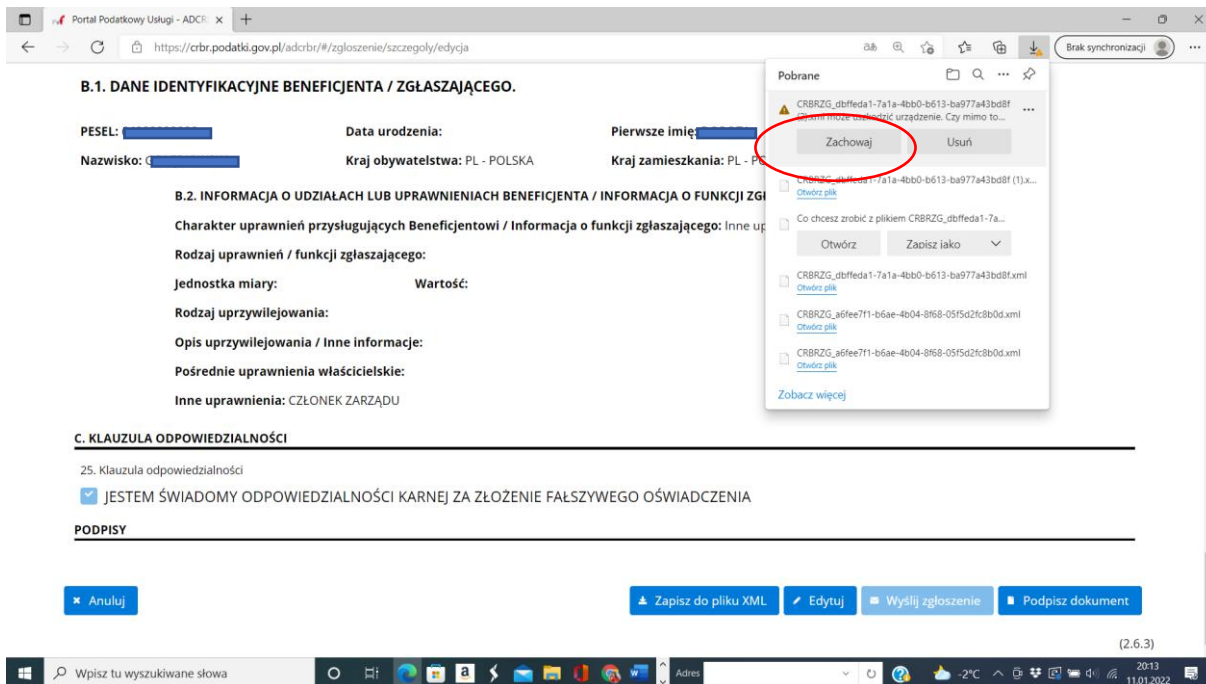 Portal Podatkowy Usługi - ADCR
https://crbr.podatki.gov.pl/adcrbr/#/zgloszenie/szczegoly/edycja
Brak synchronizacji
B.1. DANE IDENTYFIKACYJNE BENEFICJENTA / ZGŁASZAJĄCEGO.
PESEL: Data urodzenia: Pierwsze imię:
Nazwisko: Kraj obywatelstwa: PL - POLSKA Kraj zamieszkania: PL - PO
B.2. INFORMACJA O UDZIAŁACH LUB UPRAWNIENIACH BENEFICJENTA / INFORMACJA O FUNKCJI ZGŁ
Charakter uprawnień przysługujących Beneficjentowi / Informacja o funkcji zgłaszającego: Inne up
Rodzaj uprawnień / funkcji zgłaszającego:
Jednostka miary: Wartość:
Rodzaj uprzywilejowania:
Opis uprzywilejowania / Inne informacje:
Pośrednie uprawnienia właścicielskie:
Inne uprawnienia: CZŁONEK ZARZĄDU
Pobrane
CRBRZG_dbffeda1-7a1a-4bb0-b613-ba977a43bd8f
(2).xml może uszkodzić urządzenie. Czy mimo to...
Zachowaj Usuń
CRBRZG_dbffeda1-7a1a-4bb0-b613-ba977a43bd8f (1).x...
Otwórz plik
Co chcesz zrobić z plikiem CRBRZG_dbffeda1-7a...
Otwórz Zapisz jako
CRBRZG_dbffeda1-7a1a-4bb0-b613-ba977a43bd8f.xml
Otwórz plik
CRBRZG_a6fee7f1-b6ae-4b04-8f68-05f5d2fc8b0d.xml
Otwórz plik
CRBRZG_a6fee7f1-b6ae-4b04-8f68-05f5d2fc8b0d.xml
Otwórz plik
Zobacz więcej
C. KLAUZULA ODPOWIEDZIALNOŚCI
25. Klauzula odpowiedzialności
JESTEM ŚWIADOMY ODPOWIEDZIALNOŚCI KARNEJ ZA ZŁOŻENIE FAŁSZYWEGO OŚWIADCZENIA
PODPISY
Anuluj Zapisz do pliku XML Edytuj Wyślij zgłoszenie Podpisz dokument
(2.6.3)
Wpisz tu wyszukiwane słowa Adres -2°C 20:13
11.01.2022